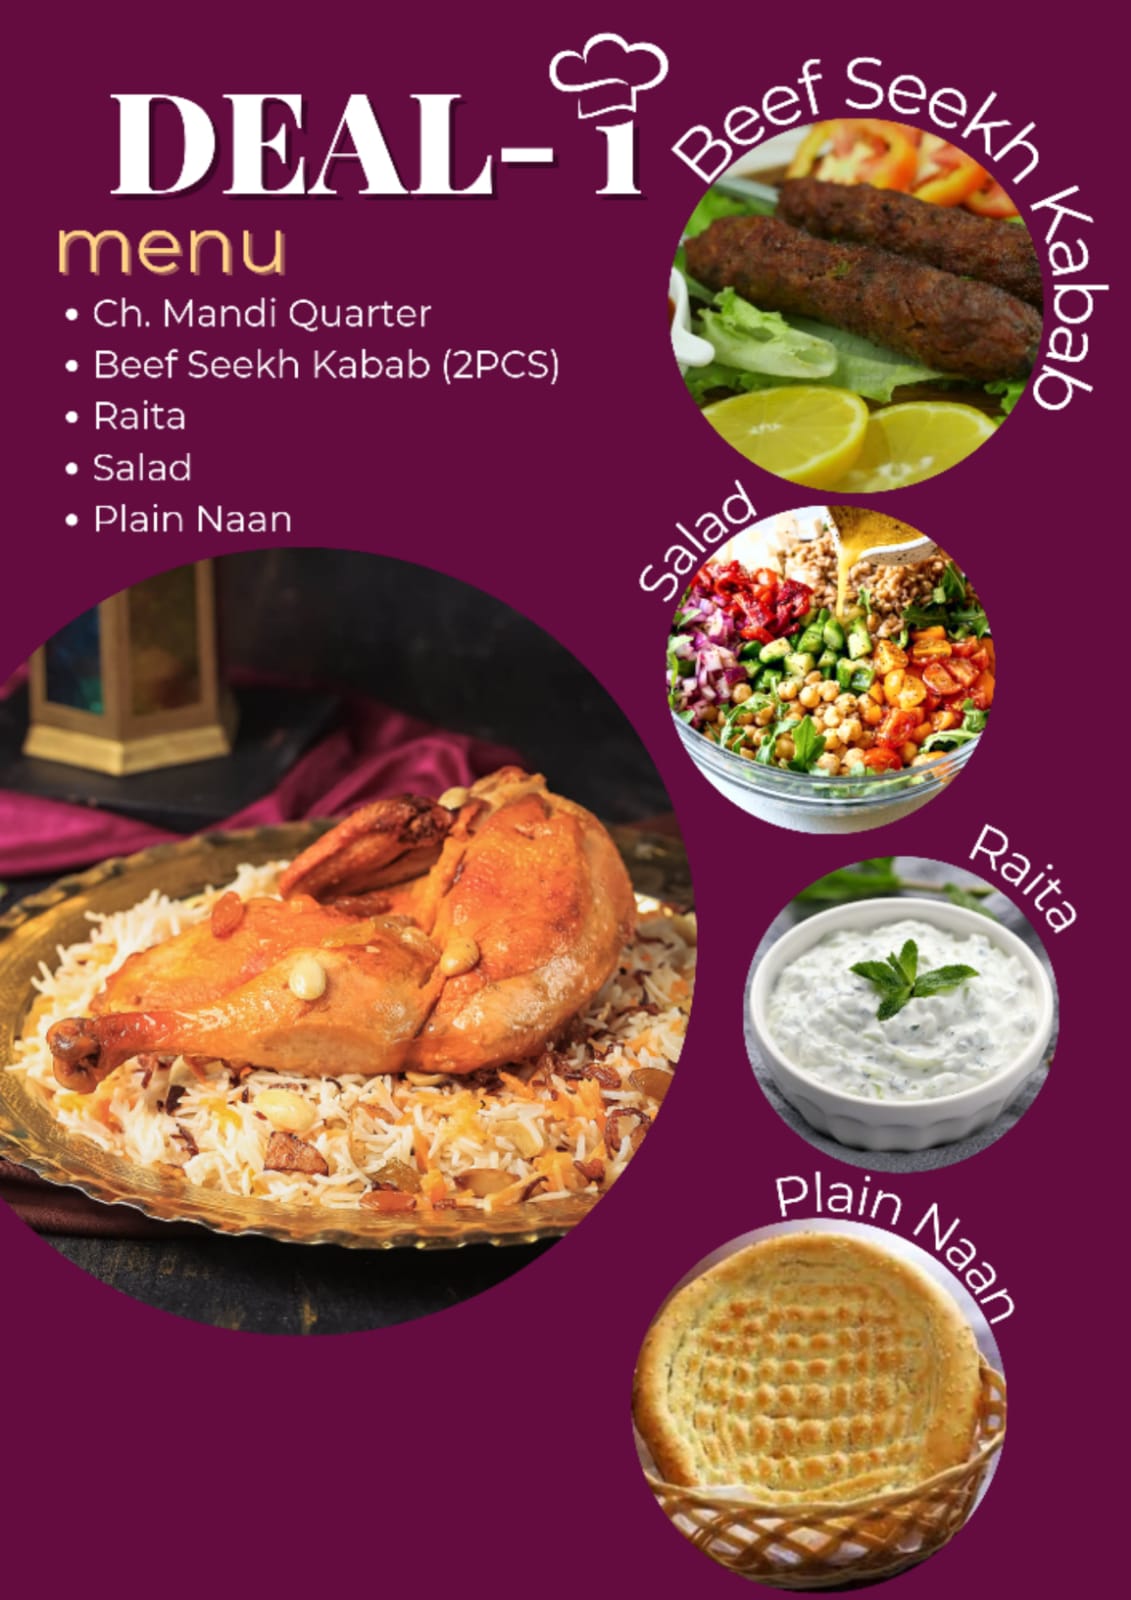 DEAL- 1
menu
• Ch. Mandi Quarter
• Beef Seekh Kabab (2PCS)
• Raita
• Salad
• Plain Naan
Beef Seekh Kabab
Salad
Raita
Plain Naan